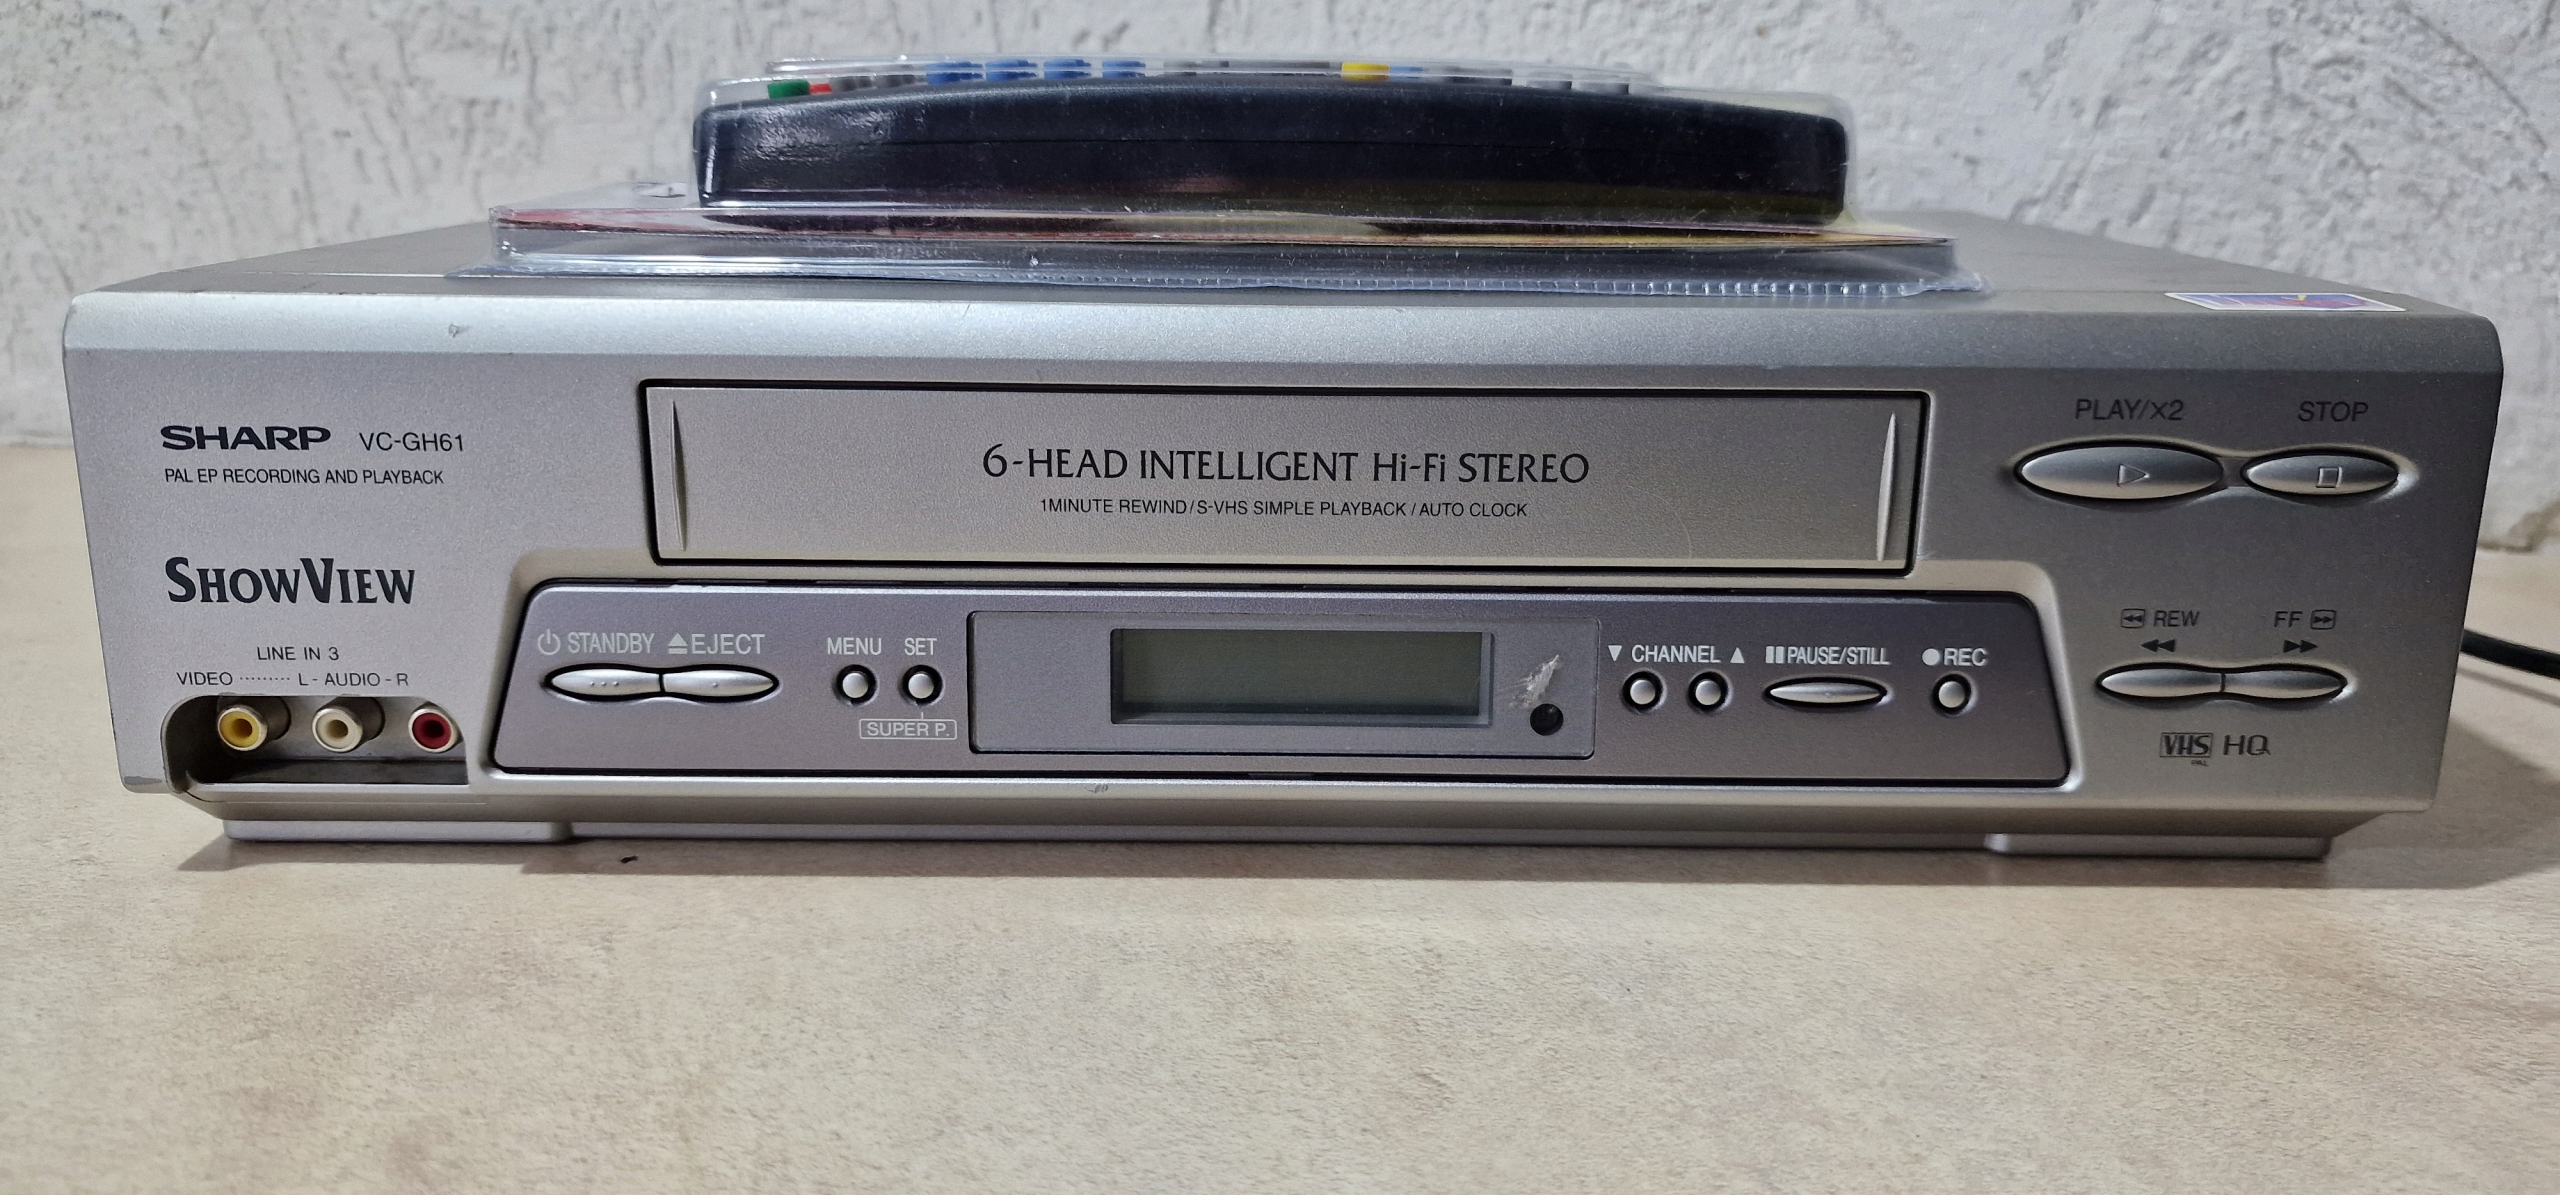 SHARP VC-GH61
PAL EP RECORDING AND PLAYBACK
6-HEAD INTELLIGENT Hi-Fi STEREO
1MINUTE REWIND/S-VHS SIMPLE PLAYBACK/AUTO CLOCK
PLAY/X2 STOP
SHOWVIEW
LINE IN 3
VIDEO ········· L - AUDIO - R
STANDBY EJECT
MENU SET
SUPER P.
▼ CHANNEL ▲
PAUSE/STILL
●REC
REW FF
VHS HQ
PAL